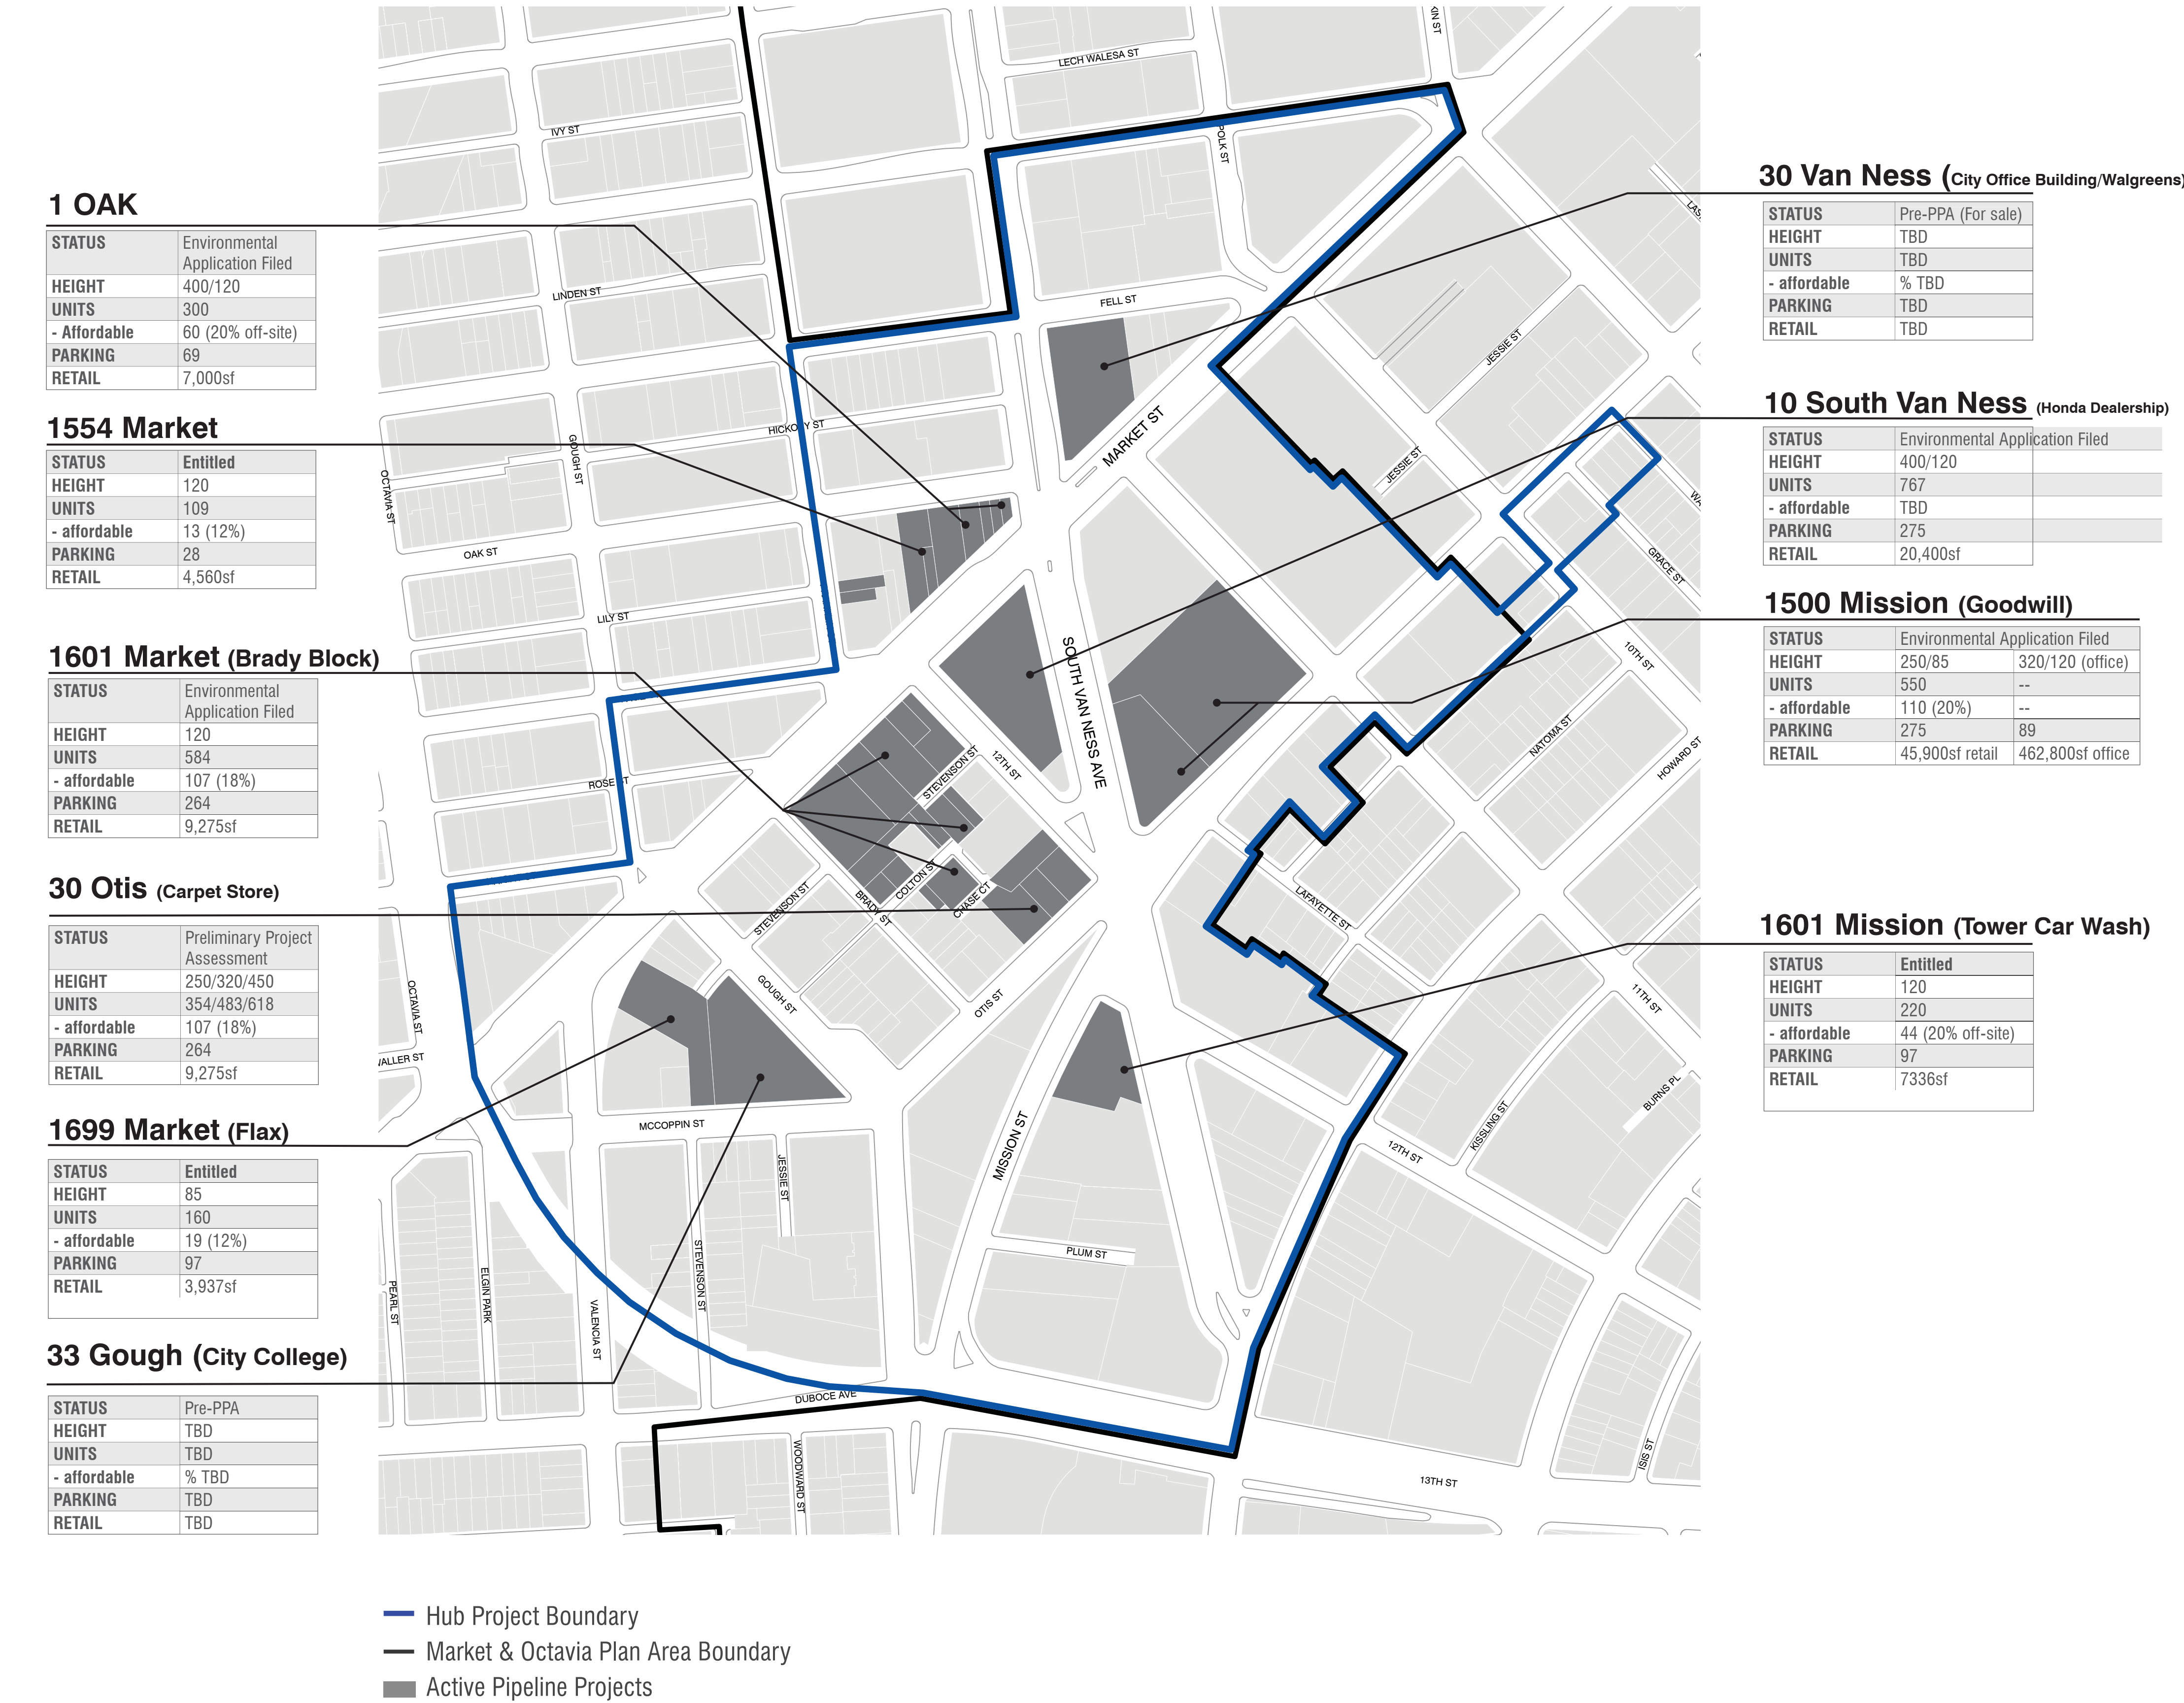 1 OAK
STATUS Environmental
Application Filed
HEIGHT 400/120
UNITS 300
- Affordable 60 (20% off-site)
PARKING 69
RETAIL 7,000sf
1554 Market
STATUS Entitled
HEIGHT 120
UNITS 109
- affordable 13 (12%)
PARKING 28
RETAIL 4,560sf
1601 Market (Brady Block)
STATUS Environmental
Application Filed
HEIGHT 120
UNITS 584
- affordable 107 (18%)
PARKING 264
RETAIL 9,275sf
30 Otis (Carpet Store)
STATUS Preliminary Project
Assessment
HEIGHT 250/320/450
UNITS 354/483/618
- affordable 107 (18%)
PARKING 264
RETAIL 9,275sf
1699 Market (Flax)
STATUS Entitled
HEIGHT 85
UNITS 160
- affordable 19 (12%)
PARKING 97
RETAIL 3,937sf
33 Gough (City College)
STATUS Pre-PPA
HEIGHT TBD
UNITS TBD
- affordable % TBD
PARKING TBD
RETAIL TBD
LECH WALESA ST
IVY ST
POLK ST
LINDEN ST
FELL ST
JESSIE ST
MARKET ST
HICKORY ST
GOUGH ST
OCTAVIA ST
JESSIE ST
OAK ST
GRACE ST
LILY ST
SOUTH VAN NESS AVE
10TH ST
NATOMA ST
HOWARD ST
ROSE ST
STEVENSON ST
12TH ST
COLTON ST
CHASE CT
BRADY ST
STEVENSON ST
LAFAYETTE ST
GOUGH ST
OTIS ST
OCTAVIA ST
11TH ST
WALLER ST
BURNS PL
MCCOPPIN ST
KISSLING ST
MISSION ST
12TH ST
JESSIE ST
STEVENSON ST
PLUM ST
PEARL ST
ELGIN PARK
VALENCIA ST
DUBOCE AVE
WOODWARD ST
13TH ST
ISIS ST
30 Van Ness (City Office Building/Walgreens)
STATUS Pre-PPA (For sale)
HEIGHT TBD
UNITS TBD
- affordable % TBD
PARKING TBD
RETAIL TBD
10 South Van Ness (Honda Dealership)
STATUS Environmental Application Filed
HEIGHT 400/120
UNITS 767
- affordable TBD
PARKING 275
RETAIL 20,400sf
1500 Mission (Goodwill)
STATUS Environmental Application Filed
HEIGHT 250/85 320/120 (office)
UNITS 550 --
- affordable 110 (20%) --
PARKING 275 89
RETAIL 45,900sf retail 462,800sf office
1601 Mission (Tower Car Wash)
STATUS Entitled
HEIGHT 120
UNITS 220
- affordable 44 (20% off-site)
PARKING 97
RETAIL 7336sf
Hub Project Boundary
Market & Octavia Plan Area Boundary
Active Pipeline Projects